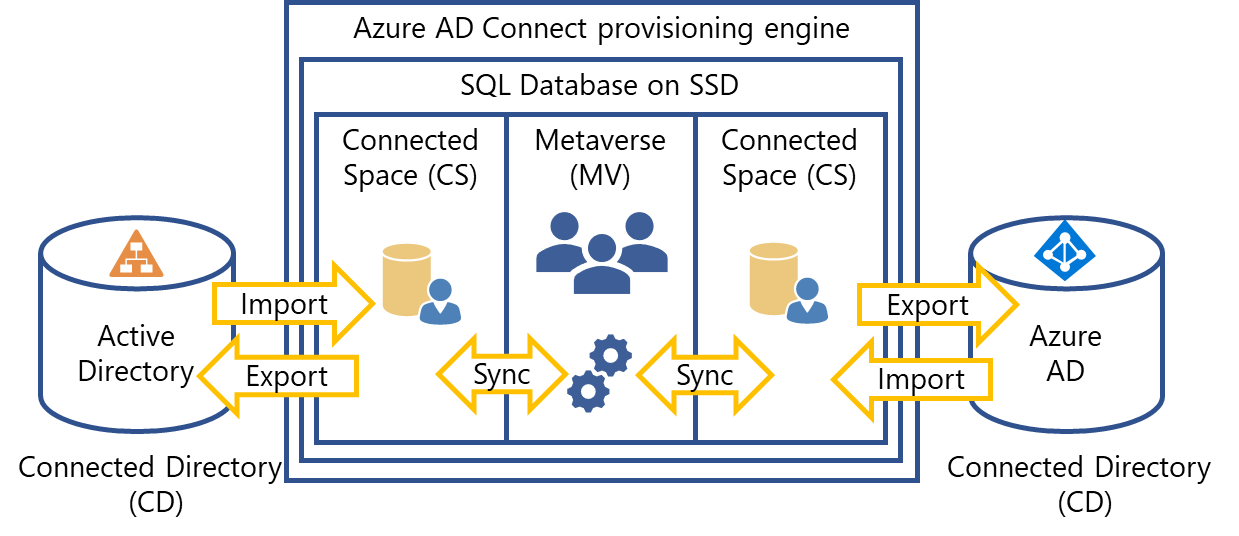 Azure AD Connect provisioning engine
SQL Database on SSD
Connected
Space (CS)
Metaverse
(MV)
Connected
Space (CS)
Import
Export
Active
Directory
Sync
Sync
Export
Import
Azure
AD
Connected Directory
(CD)
Connected Directory
(CD)